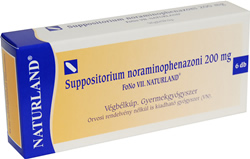 NATURLAND®
Suppositorium noraminophenazoni 200 mg
FoNo VII. NATURLAND®
6 db
Végbélkúp. Gyermekgyógyszer
Orvosi rendelvény nélkül is kiadható gyógyszer (VN).
NATURLAND®